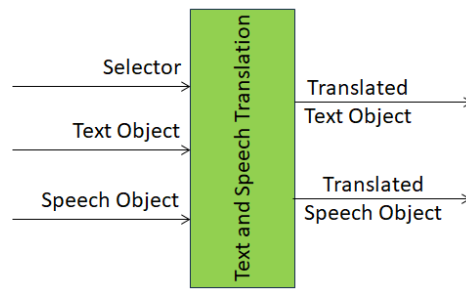 Selector
Text Object
Speech Object
Text and Speech Translation
Translated
Text Object
Translated
Speech Object